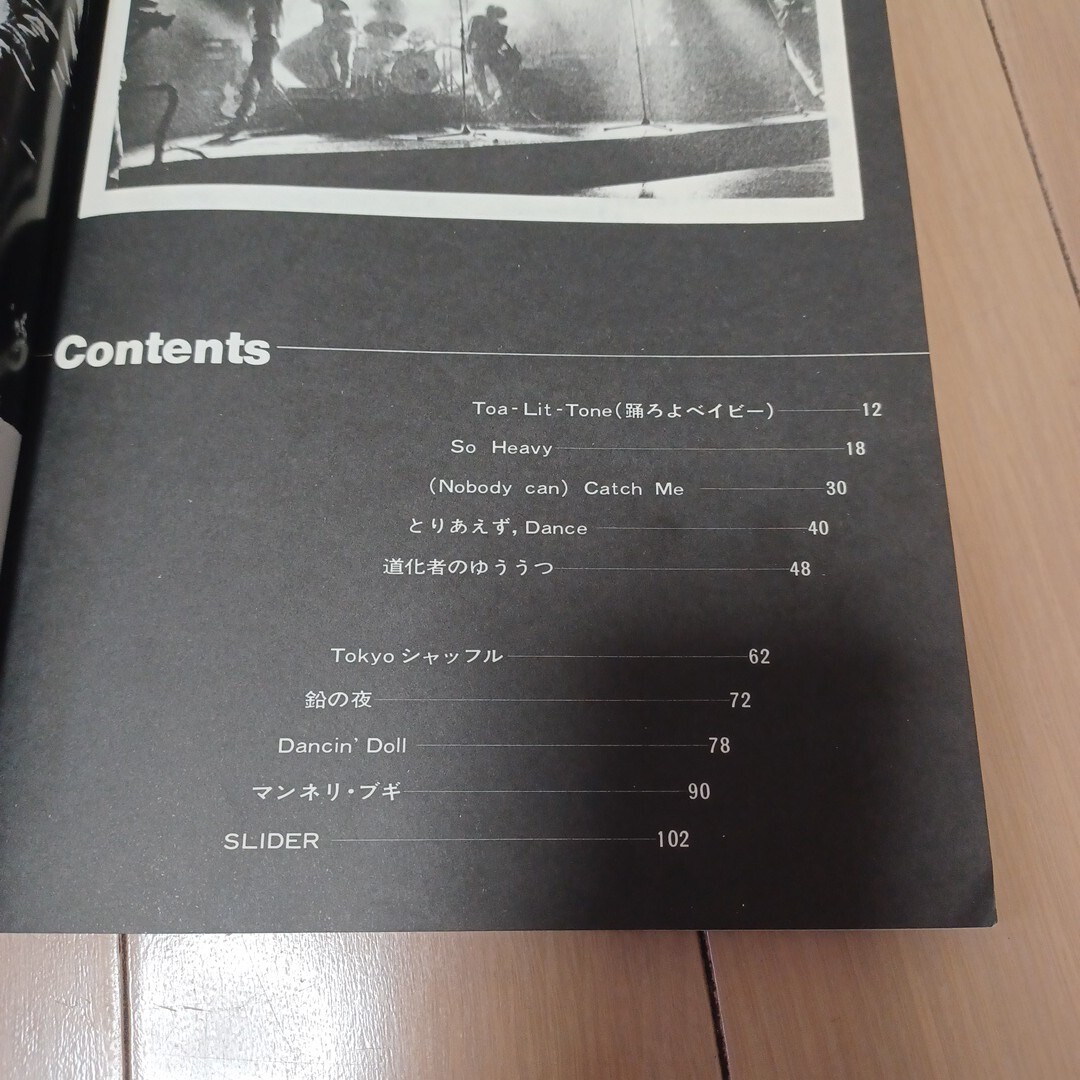 Contents
Toa-Lit-Tone(踊ろよベイビー) 12
So Heavy 18
(Nobody can) Catch Me 30
とりあえず, Dance 40
道化者のゆううつ 48
Tokyo シャッフル 62
鉛の夜 72
Dancin' Doll 78
マンネリ・ブギ 90
SLIDER 102